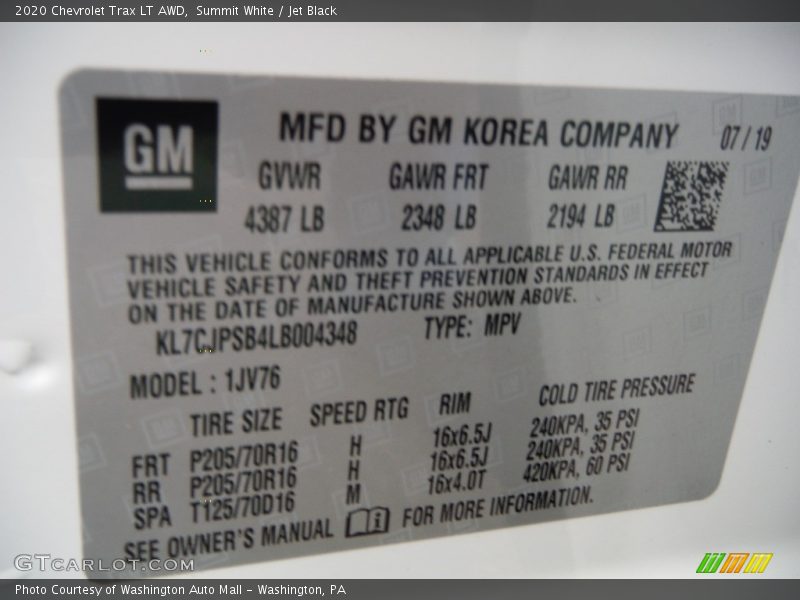 2020 Chevrolet Trax LT AWD,  Summit White / Jet Black
GM
MFD BY GM KOREA COMPANY 07 / 19
GVWR GAWR FRT GAWR RR
4387 LB 2348 LB 2194 LB
THIS VEHICLE CONFORMS TO ALL APPLICABLE U.S. FEDERAL MOTOR
VEHICLE SAFETY AND THEFT PREVENTION STANDARDS IN EFFECT
ON THE DATE OF MANUFACTURE SHOWN ABOVE.
KL7CJPSB4LB004348 TYPE: MPV
MODEL : 1JV76
TIRE SIZE SPEED RTG RIM COLD TIRE PRESSURE
FRT P205/70R16 H 16x6.5J 240KPA, 35 PSI
RR P205/70R16 H 16x6.5J 240KPA, 35 PSI
SPA T125/70D16 M 16x4.0T 420KPA, 60 PSI
SEE OWNER'S MANUAL FOR MORE INFORMATION.
GTCARLOT.COM
Photo Courtesy of Washington Auto Mall - Washington, PA